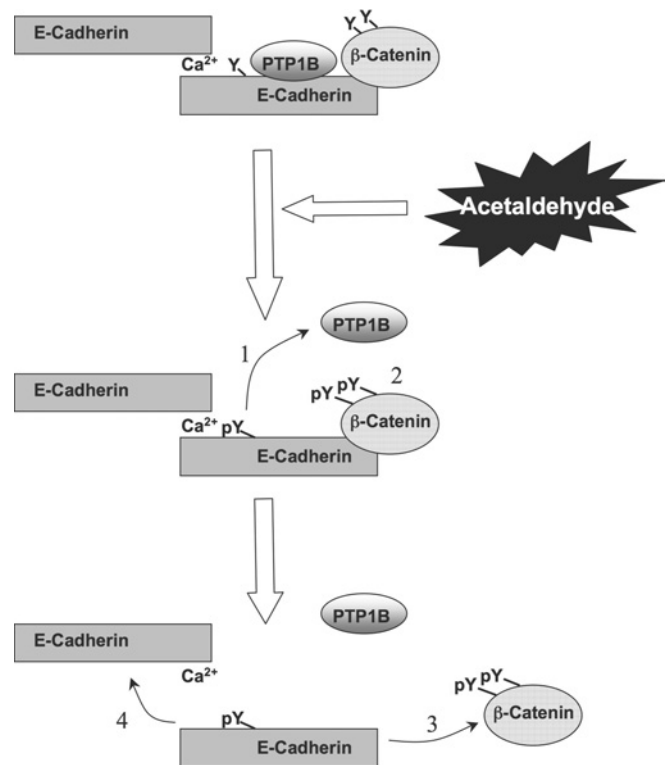 E-Cadherin
Y Y
Ca²⁺ Y PTP1B β-Catenin
E-Cadherin
Acetaldehyde
PTP1B
1
E-Cadherin
pY pY 2
Ca²⁺ pY β-Catenin
E-Cadherin
PTP1B
E-Cadherin
Ca²⁺
pY pY
4 pY 3 β-Catenin
E-Cadherin